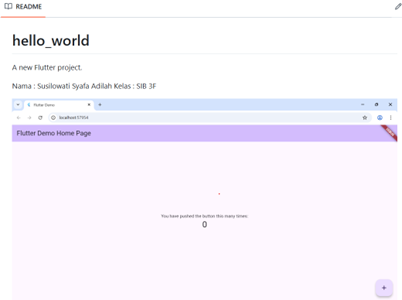 README
hello_world
A new Flutter project.
Nama : Susilowati Syafa Adilah Kelas : SIB 3F
Flutter Demo
localhost:57454
Flutter Demo Home Page
You have pushed the button this many times:
0